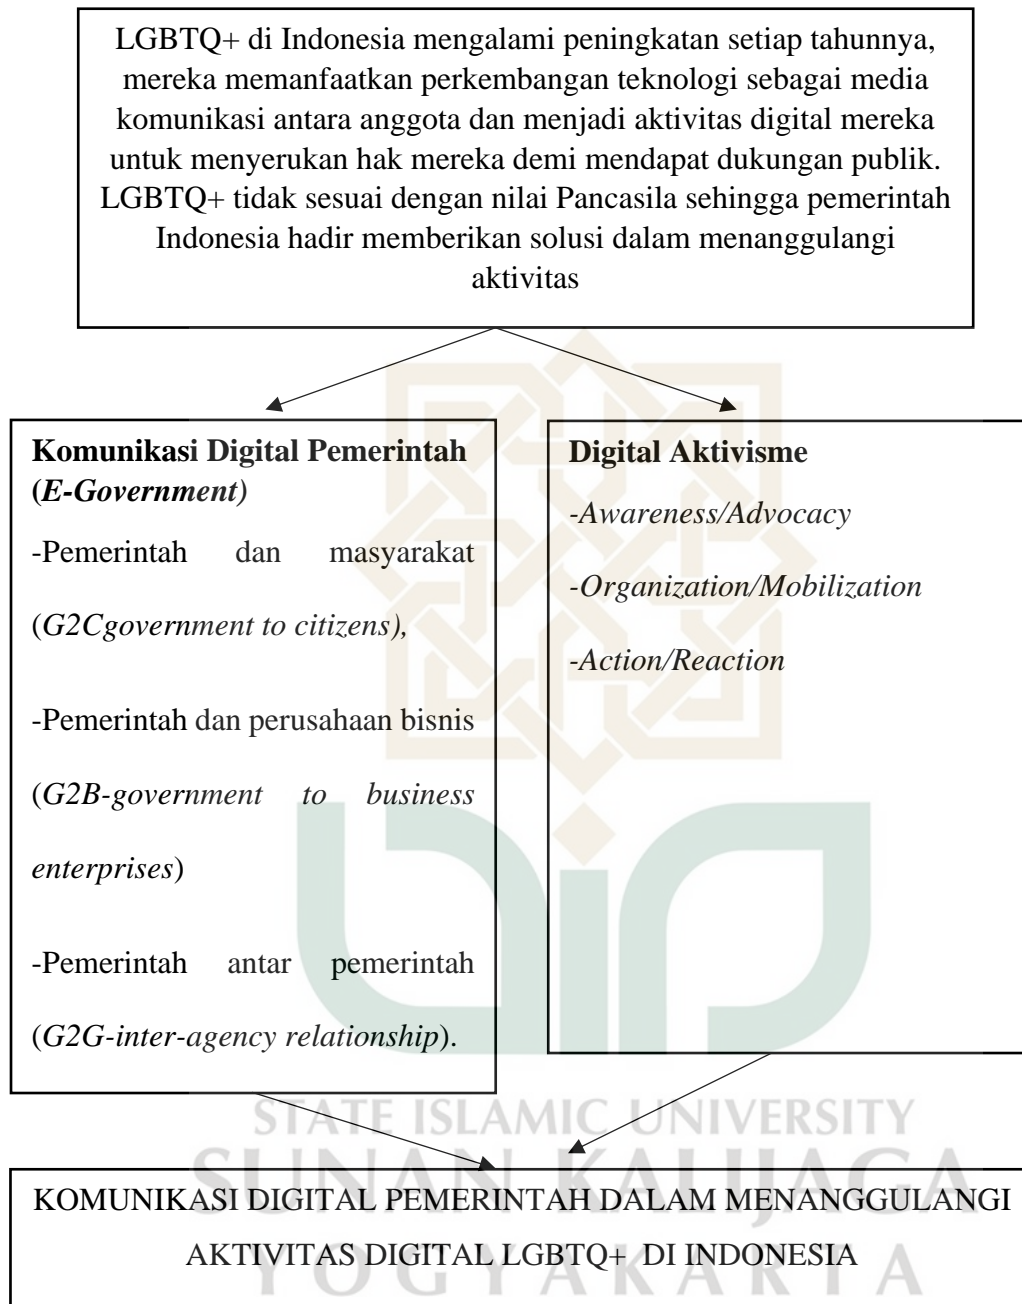 LGBTQ+ di Indonesia mengalami peningkatan setiap tahunnya,
mereka memanfaatkan perkembangan teknologi sebagai media
komunikasi antara anggota dan menjadi aktivitas digital mereka
untuk menyerukan hak mereka demi mendapat dukungan publik.
LGBTQ+ tidak sesuai dengan nilai Pancasila sehingga pemerintah
Indonesia hadir memberikan solusi dalam menanggulangi
aktivitas
Komunikasi Digital Pemerintah
(E-Government)
-Pemerintah dan masyarakat
(G2Cgovernment to citizens),
-Pemerintah dan perusahaan bisnis
(G2B-government to business
enterprises)
-Pemerintah antar pemerintah
(G2G-inter-agency relationship).
Digital Aktivisme
-Awareness/Advocacy
-Organization/Mobilization
-Action/Reaction
STATE ISLAMIC UNIVERSITY
SUNAN KALIJAGA
KOMUNIKASI DIGITAL PEMERINTAH DALAM MENANGGULANGI
AKTIVITAS DIGITAL LGBTQ+ DI INDONESIA
YOGYAKARTA